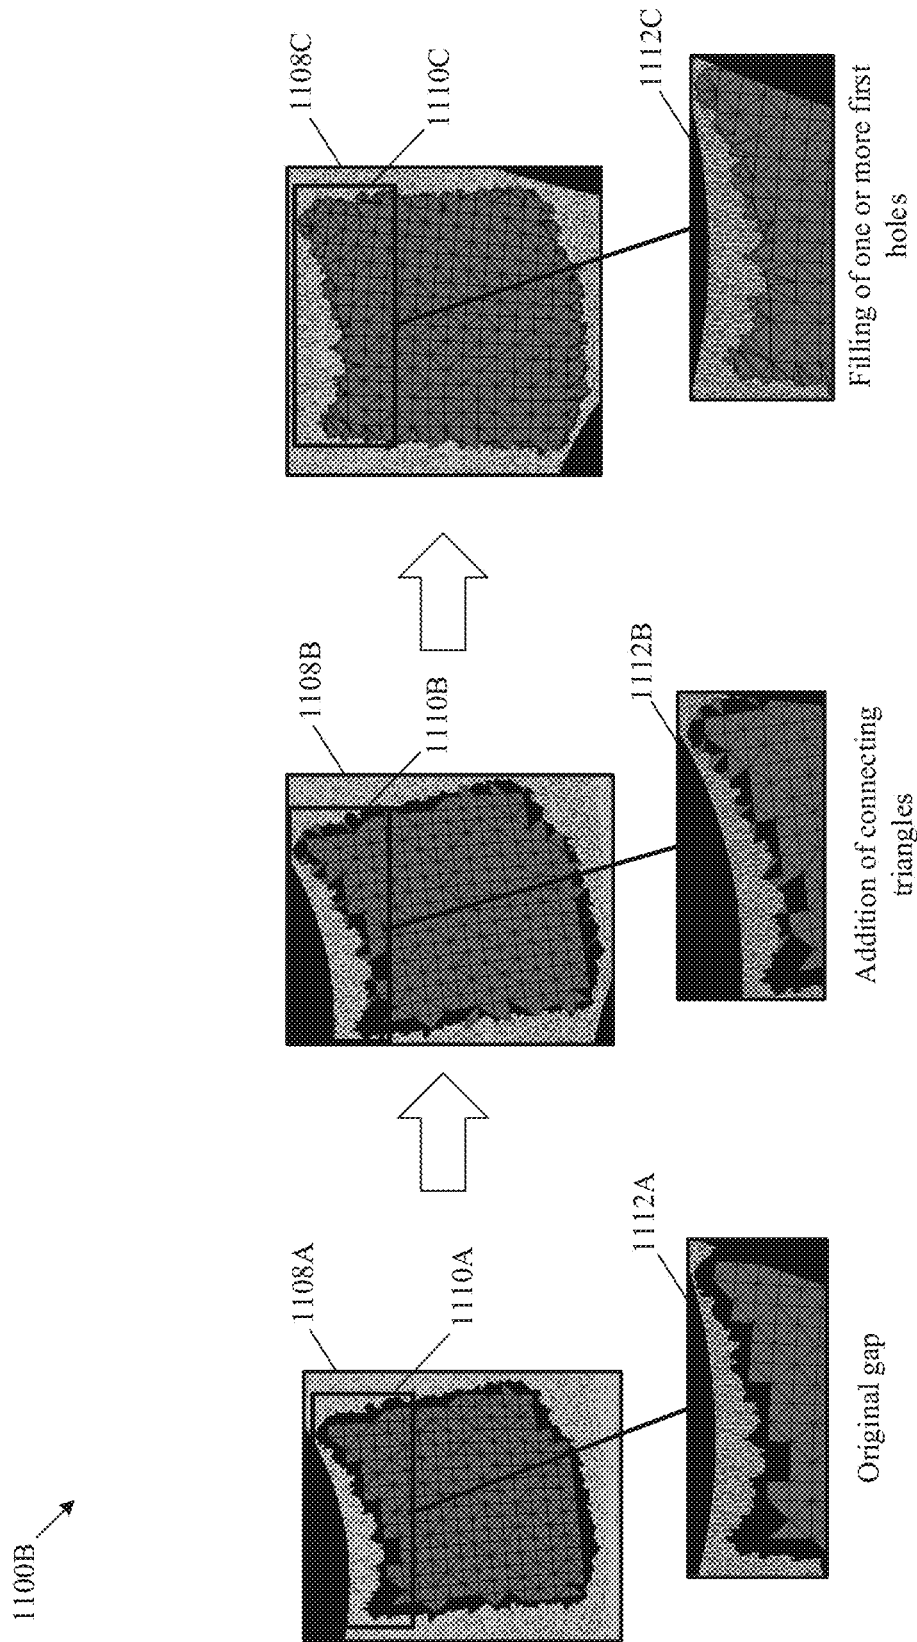 1100B
1108A
1110A
1112A
Original gap
1108B
1110B
1112B
Addition of connecting
triangles
1108C
1110C
1112C
Filling of one or more first
holes